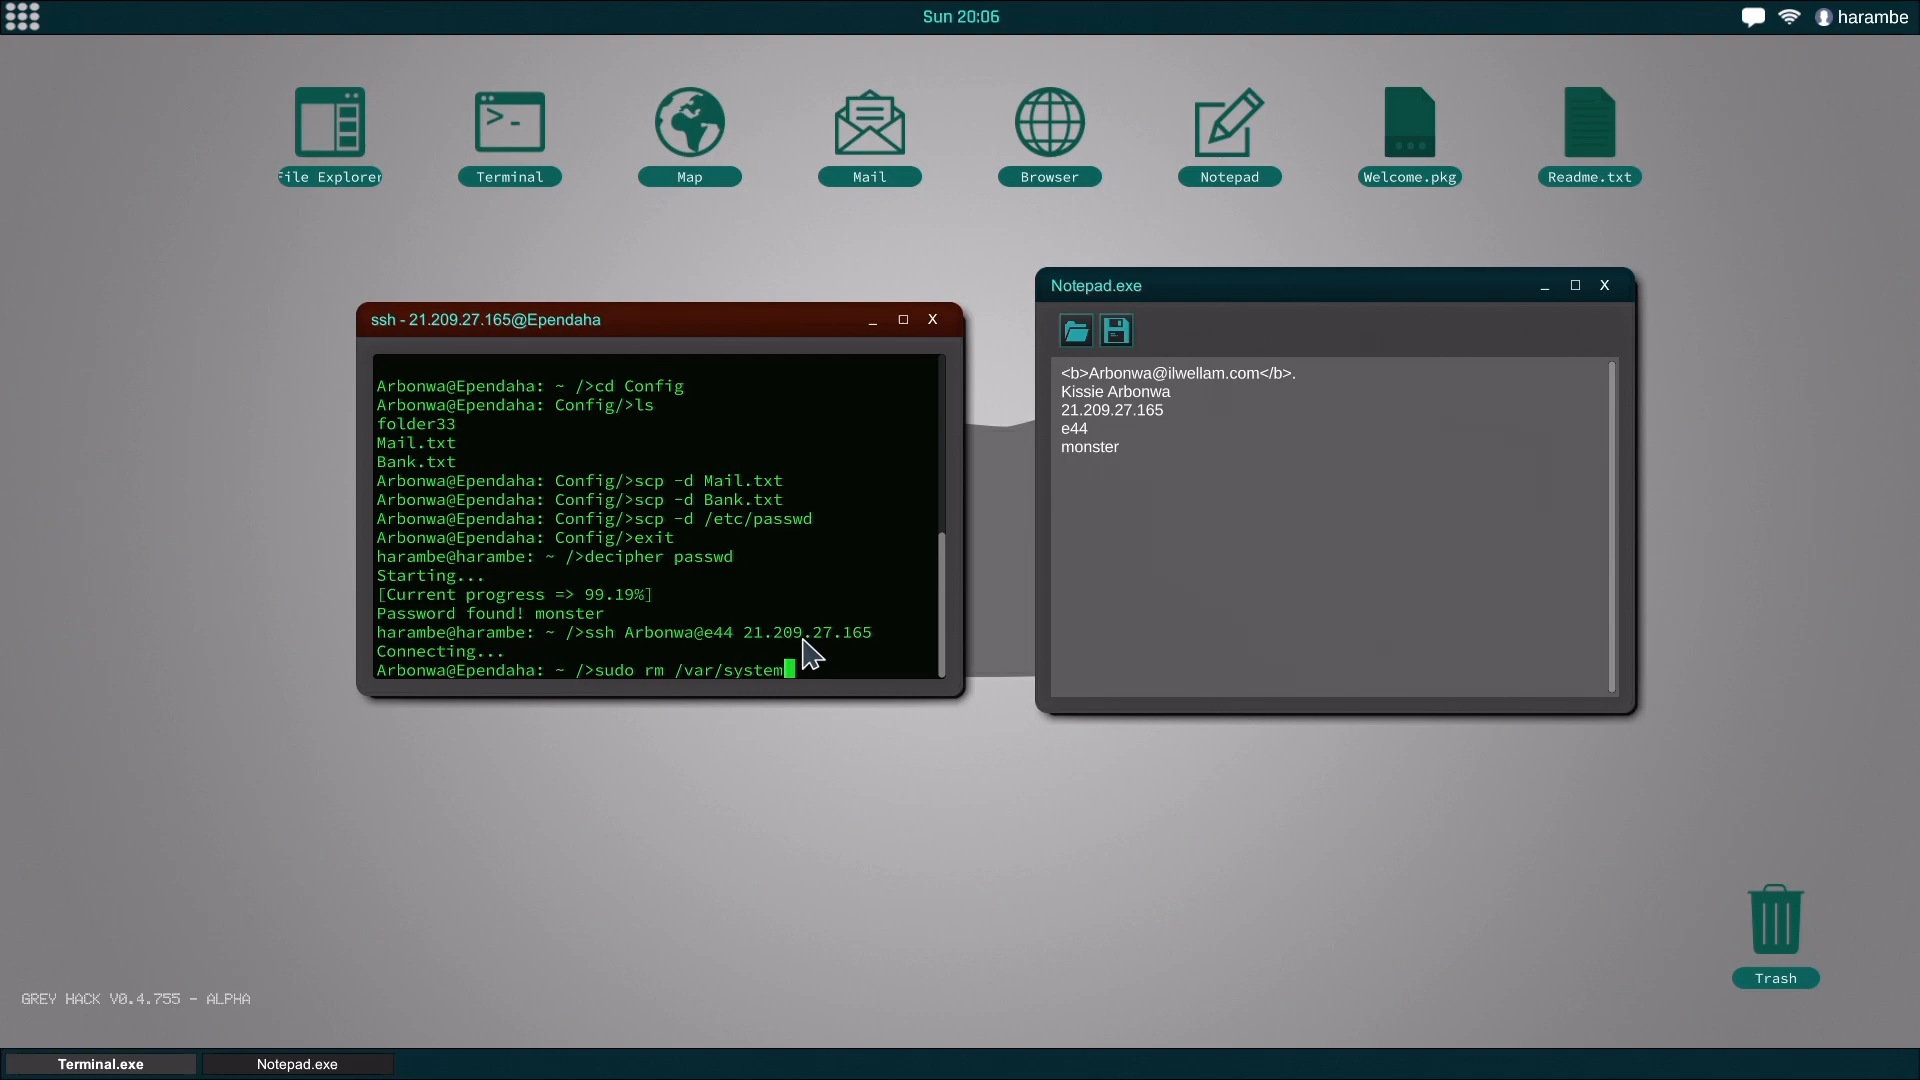 Sun 20:06
harambe
File Explorer
Terminal
Map
Mail
Browser
Notepad
Welcome.pkg
Readme.txt
ssh - 21.209.27.165@Ependaha
_ □ X
Arbonwa@Ependaha: ~ />cd Config
Arbonwa@Ependaha: Config/>ls
folder33
Mail.txt
Bank.txt
Arbonwa@Ependaha: Config/>scp -d Mail.txt
Arbonwa@Ependaha: Config/>scp -d Bank.txt
Arbonwa@Ependaha: Config/>scp -d /etc/passwd
Arbonwa@Ependaha: Config/>exit
harambe@harambe: ~ />decipher passwd
Starting...
[Current progress => 99.19%]
Password found! monster
harambe@harambe: ~ />ssh Arbonwa@e44 21.209.27.165
Connecting...
Arbonwa@Ependaha: ~ />sudo rm /var/system
Notepad.exe
_ □ X
<b>Arbonwa@ilwellam.com</b>.
Kissie Arbonwa
21.209.27.165
e44
monster
Trash
GREY HACK V0.4.755 - ALPHA
Terminal.exe
Notepad.exe